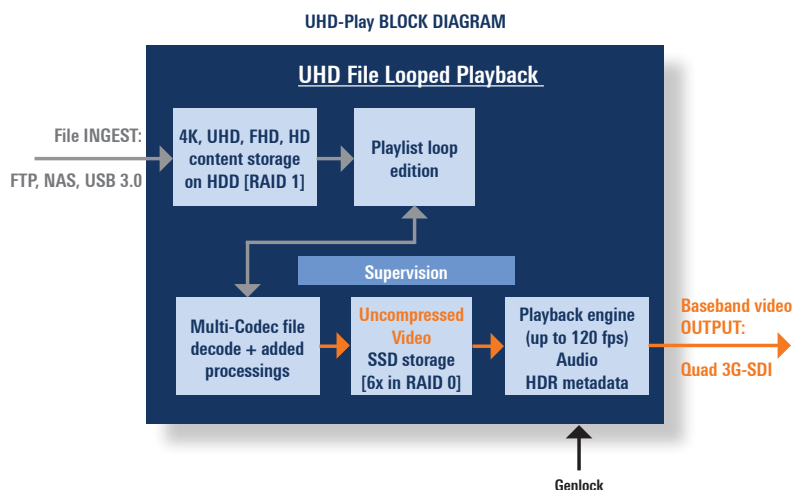 UHD-Play BLOCK DIAGRAM
UHD File Looped Playback
File INGEST:
FTP, NAS, USB 3.0
4K, UHD, FHD, HD
content storage
on HDD [RAID 1]
Playlist loop
edition
Supervision
Multi-Codec file
decode + added
processings
Uncompressed
Video
SSD storage
[6x in RAID 0]
Playback engine
(up to 120 fps)
Audio
HDR metadata
Baseband video
OUTPUT:
Quad 3G-SDI
Genlock